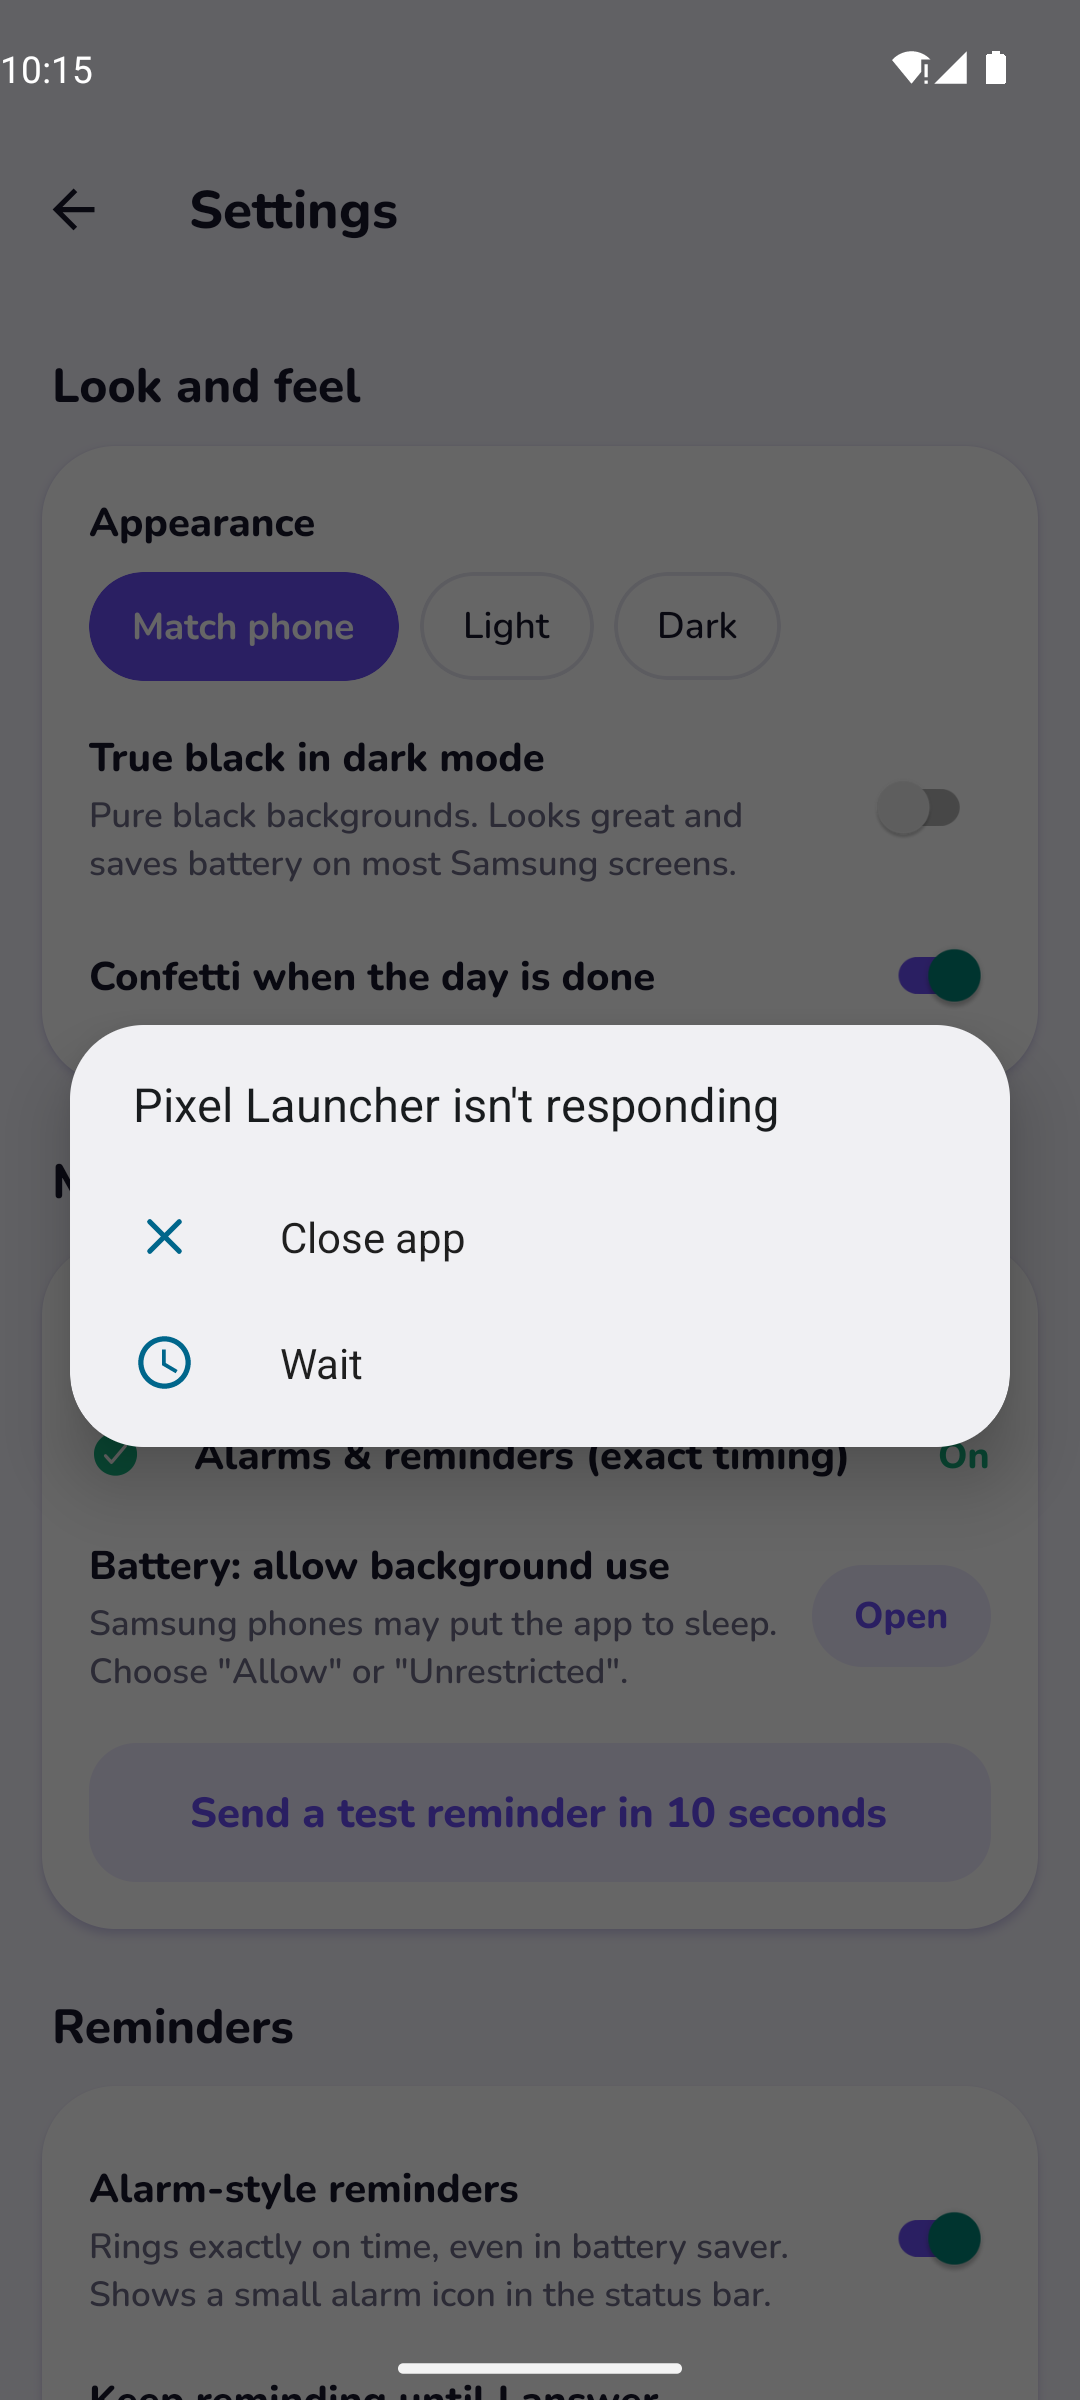 10:15
Settings
Look and feel
Appearance
Match phone
Light
Dark
True black in dark mode
Pure black backgrounds. Looks great and
saves battery on most Samsung screens.
Confetti when the day is done
Pixel Launcher isn't responding
Close app
Wait
Alarms & reminders (exact timing)
On
Battery: allow background use
Samsung phones may put the app to sleep.
Choose "Allow" or "Unrestricted".
Open
Send a test reminder in 10 seconds
Reminders
Alarm-style reminders
Rings exactly on time, even in battery saver.
Shows a small alarm icon in the status bar.
Keep reminding until I answer